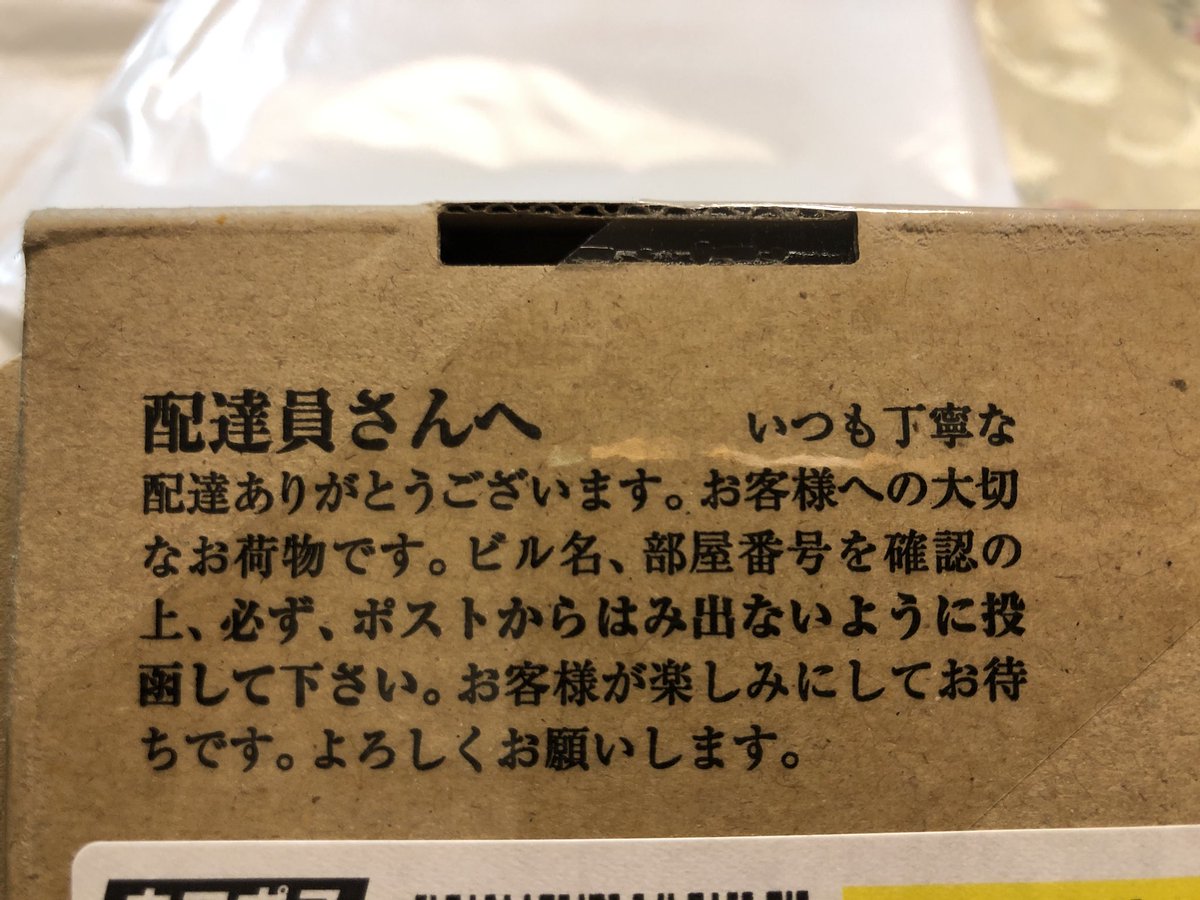 配達員さんへ いつも丁寧な
配達ありがとうございます。お客様への大切
なお荷物です。ビル名、部屋番号を確認の
上、必ず、ポストからはみ出ないように投
函して下さい。お客様が楽しみにしてお待
ちです。よろしくお願いします。